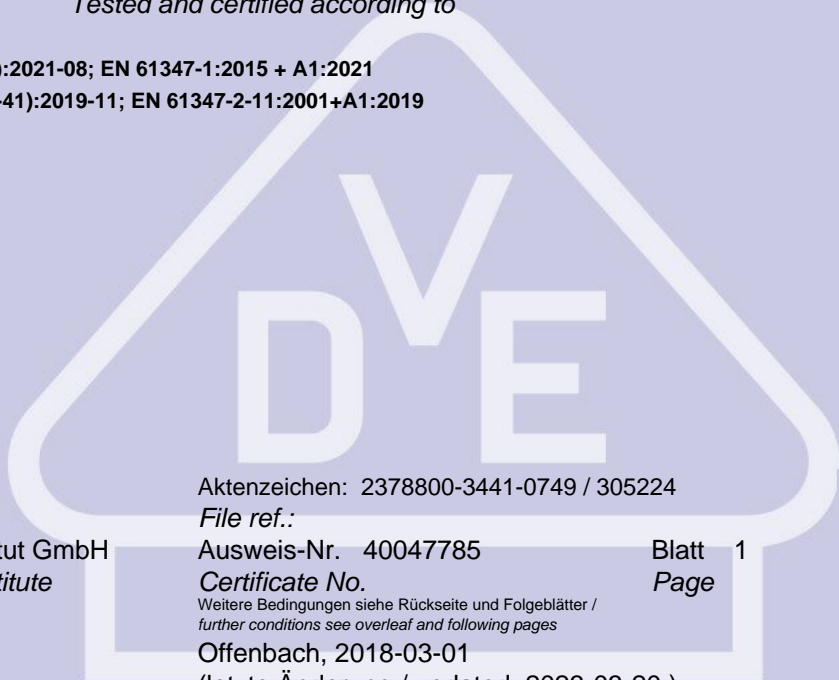 Tested and certified according to
):2021-08; EN 61347-1:2015 + A1:2021
-41):2019-11; EN 61347-2-11:2001+A1:2019
VDE
Aktenzeichen: 2378800-3441-0749 / 305224
File ref.:
tut GmbH Ausweis-Nr. 40047785 Blatt 1
titute Certificate No. Page
Weitere Bedingungen siehe Rückseite und Folgeblätter /
further conditions see overleaf and following pages
Offenbach, 2018-03-01